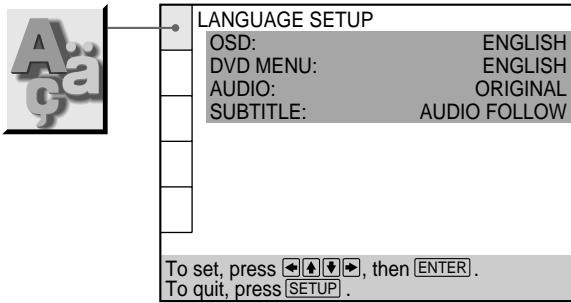 Aäç
LANGUAGE SETUP
OSD: ENGLISH
DVD MENU: ENGLISH
AUDIO: ORIGINAL
SUBTITLE: AUDIO FOLLOW
To set, press ←↑↓→, then ENTER.
To quit, press SETUP.